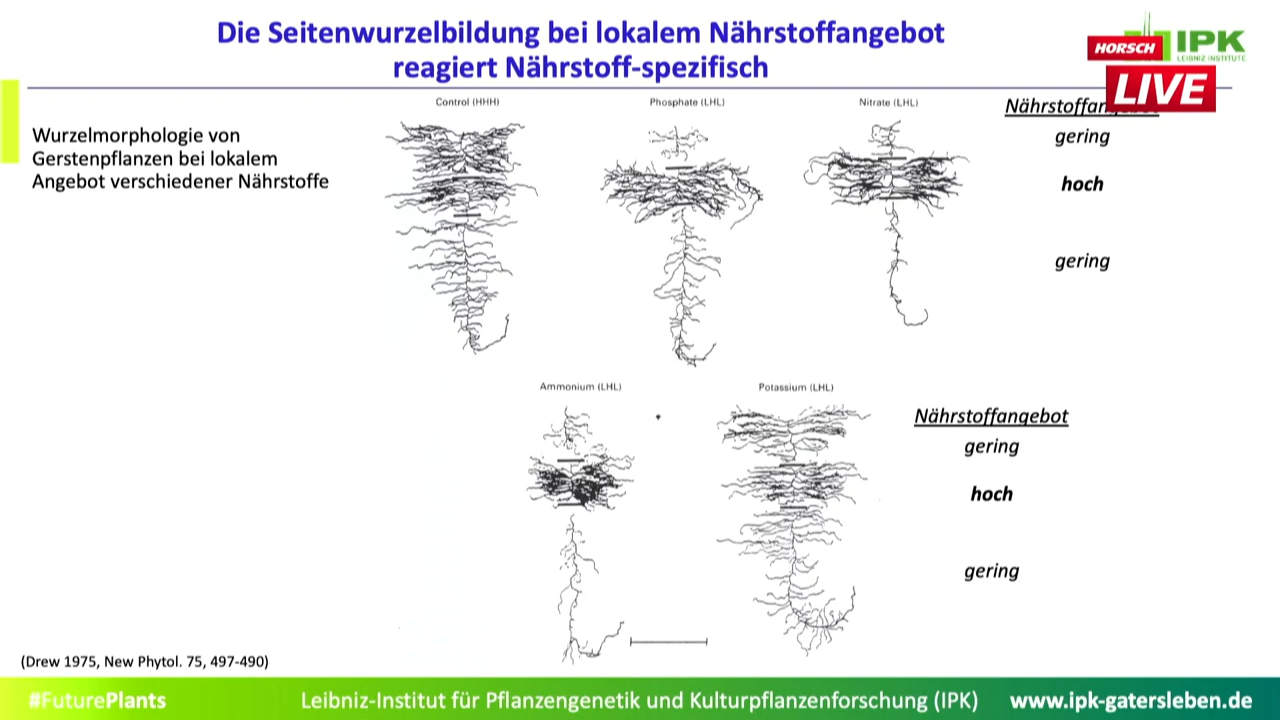 Die Seitenwurzelbildung bei lokalem Nährstoffangebot
reagiert Nährstoff-spezifisch
HORSCH
LIVE
IPK
LEIBNIZ INSTITUTE
Wurzelmorphologie von
Gerstenpflanzen bei lokalem
Angebot verschiedener Nährstoffe
Control (HHH)
Phosphate (LHL)
Nitrate (LHL)
gering
hoch
gering
Ammonium (LHL)
Potassium (LHL)
Nährstoffangebot
gering
hoch
gering
(Drew 1975, New Phytol. 75, 497-490)
#FuturePlants
Leibniz-Institut für Pflanzengenetik und Kulturpflanzenforschung (IPK)
www.ipk-gatersleben.de